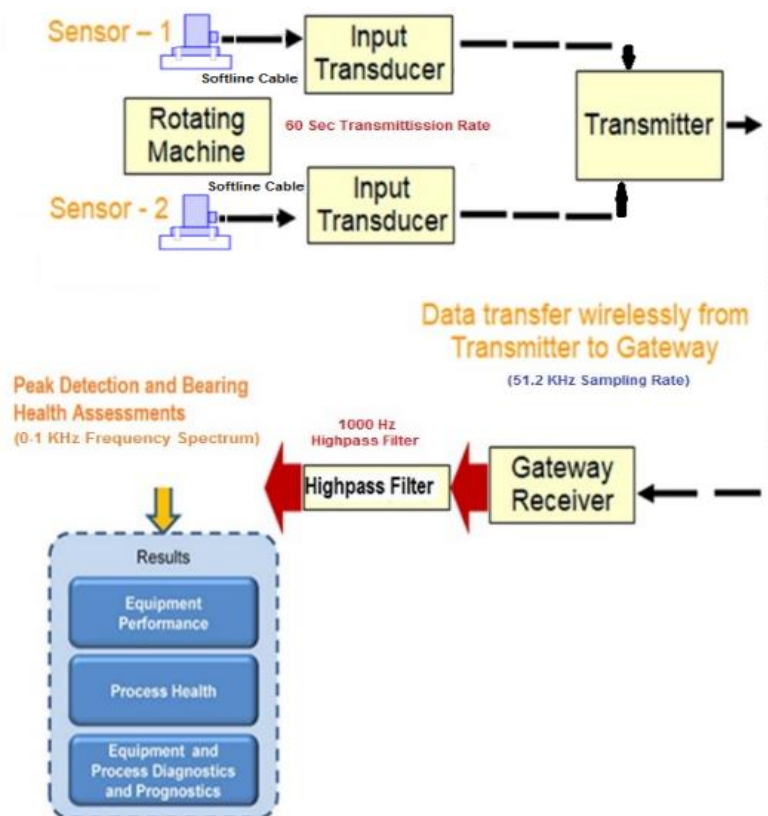 Sensor – 1
Softline Cable
Input
Transducer
Transmitter
Rotating
Machine
60 Sec Transmittission Rate
Sensor - 2
Softline Cable
Input
Transducer
Data transfer wirelessly from
Transmitter to Gateway
(51.2 KHz Sampling Rate)
Peak Detection and Bearing
Health Assessments
(0-1 KHz Frequency Spectrum)
1000 Hz
Highpass Filter
Highpass Filter
Gateway
Receiver
Results
Equipment
Performance
Process Health
Equipment and
Process Diagnostics
and Prognostics